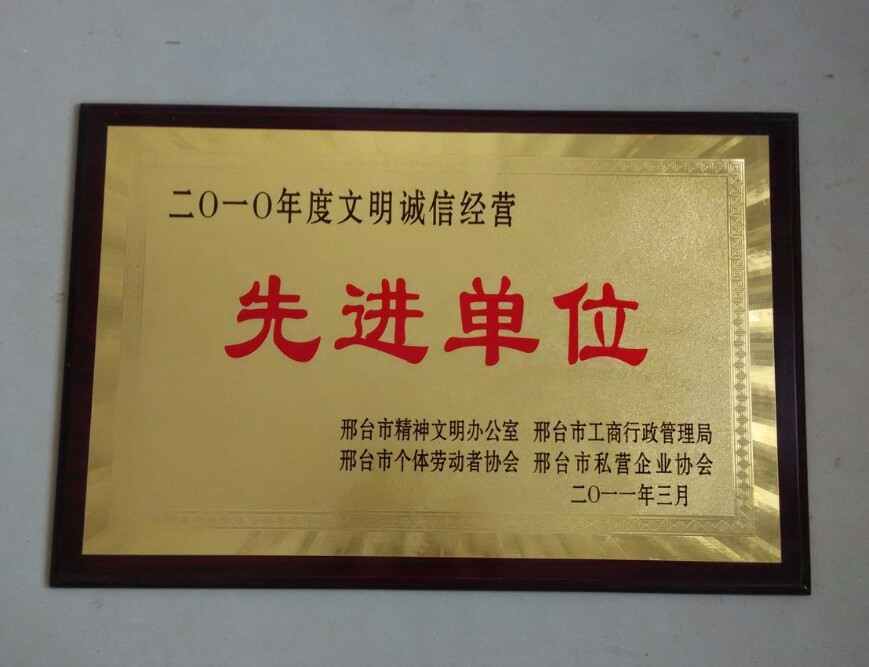 二〇一〇年度文明诚信经营
先进单位
邢台市精神文明办公室 邢台市工商行政管理局
邢台市个体劳动者协会 邢台市私营企业协会
二〇一一年三月